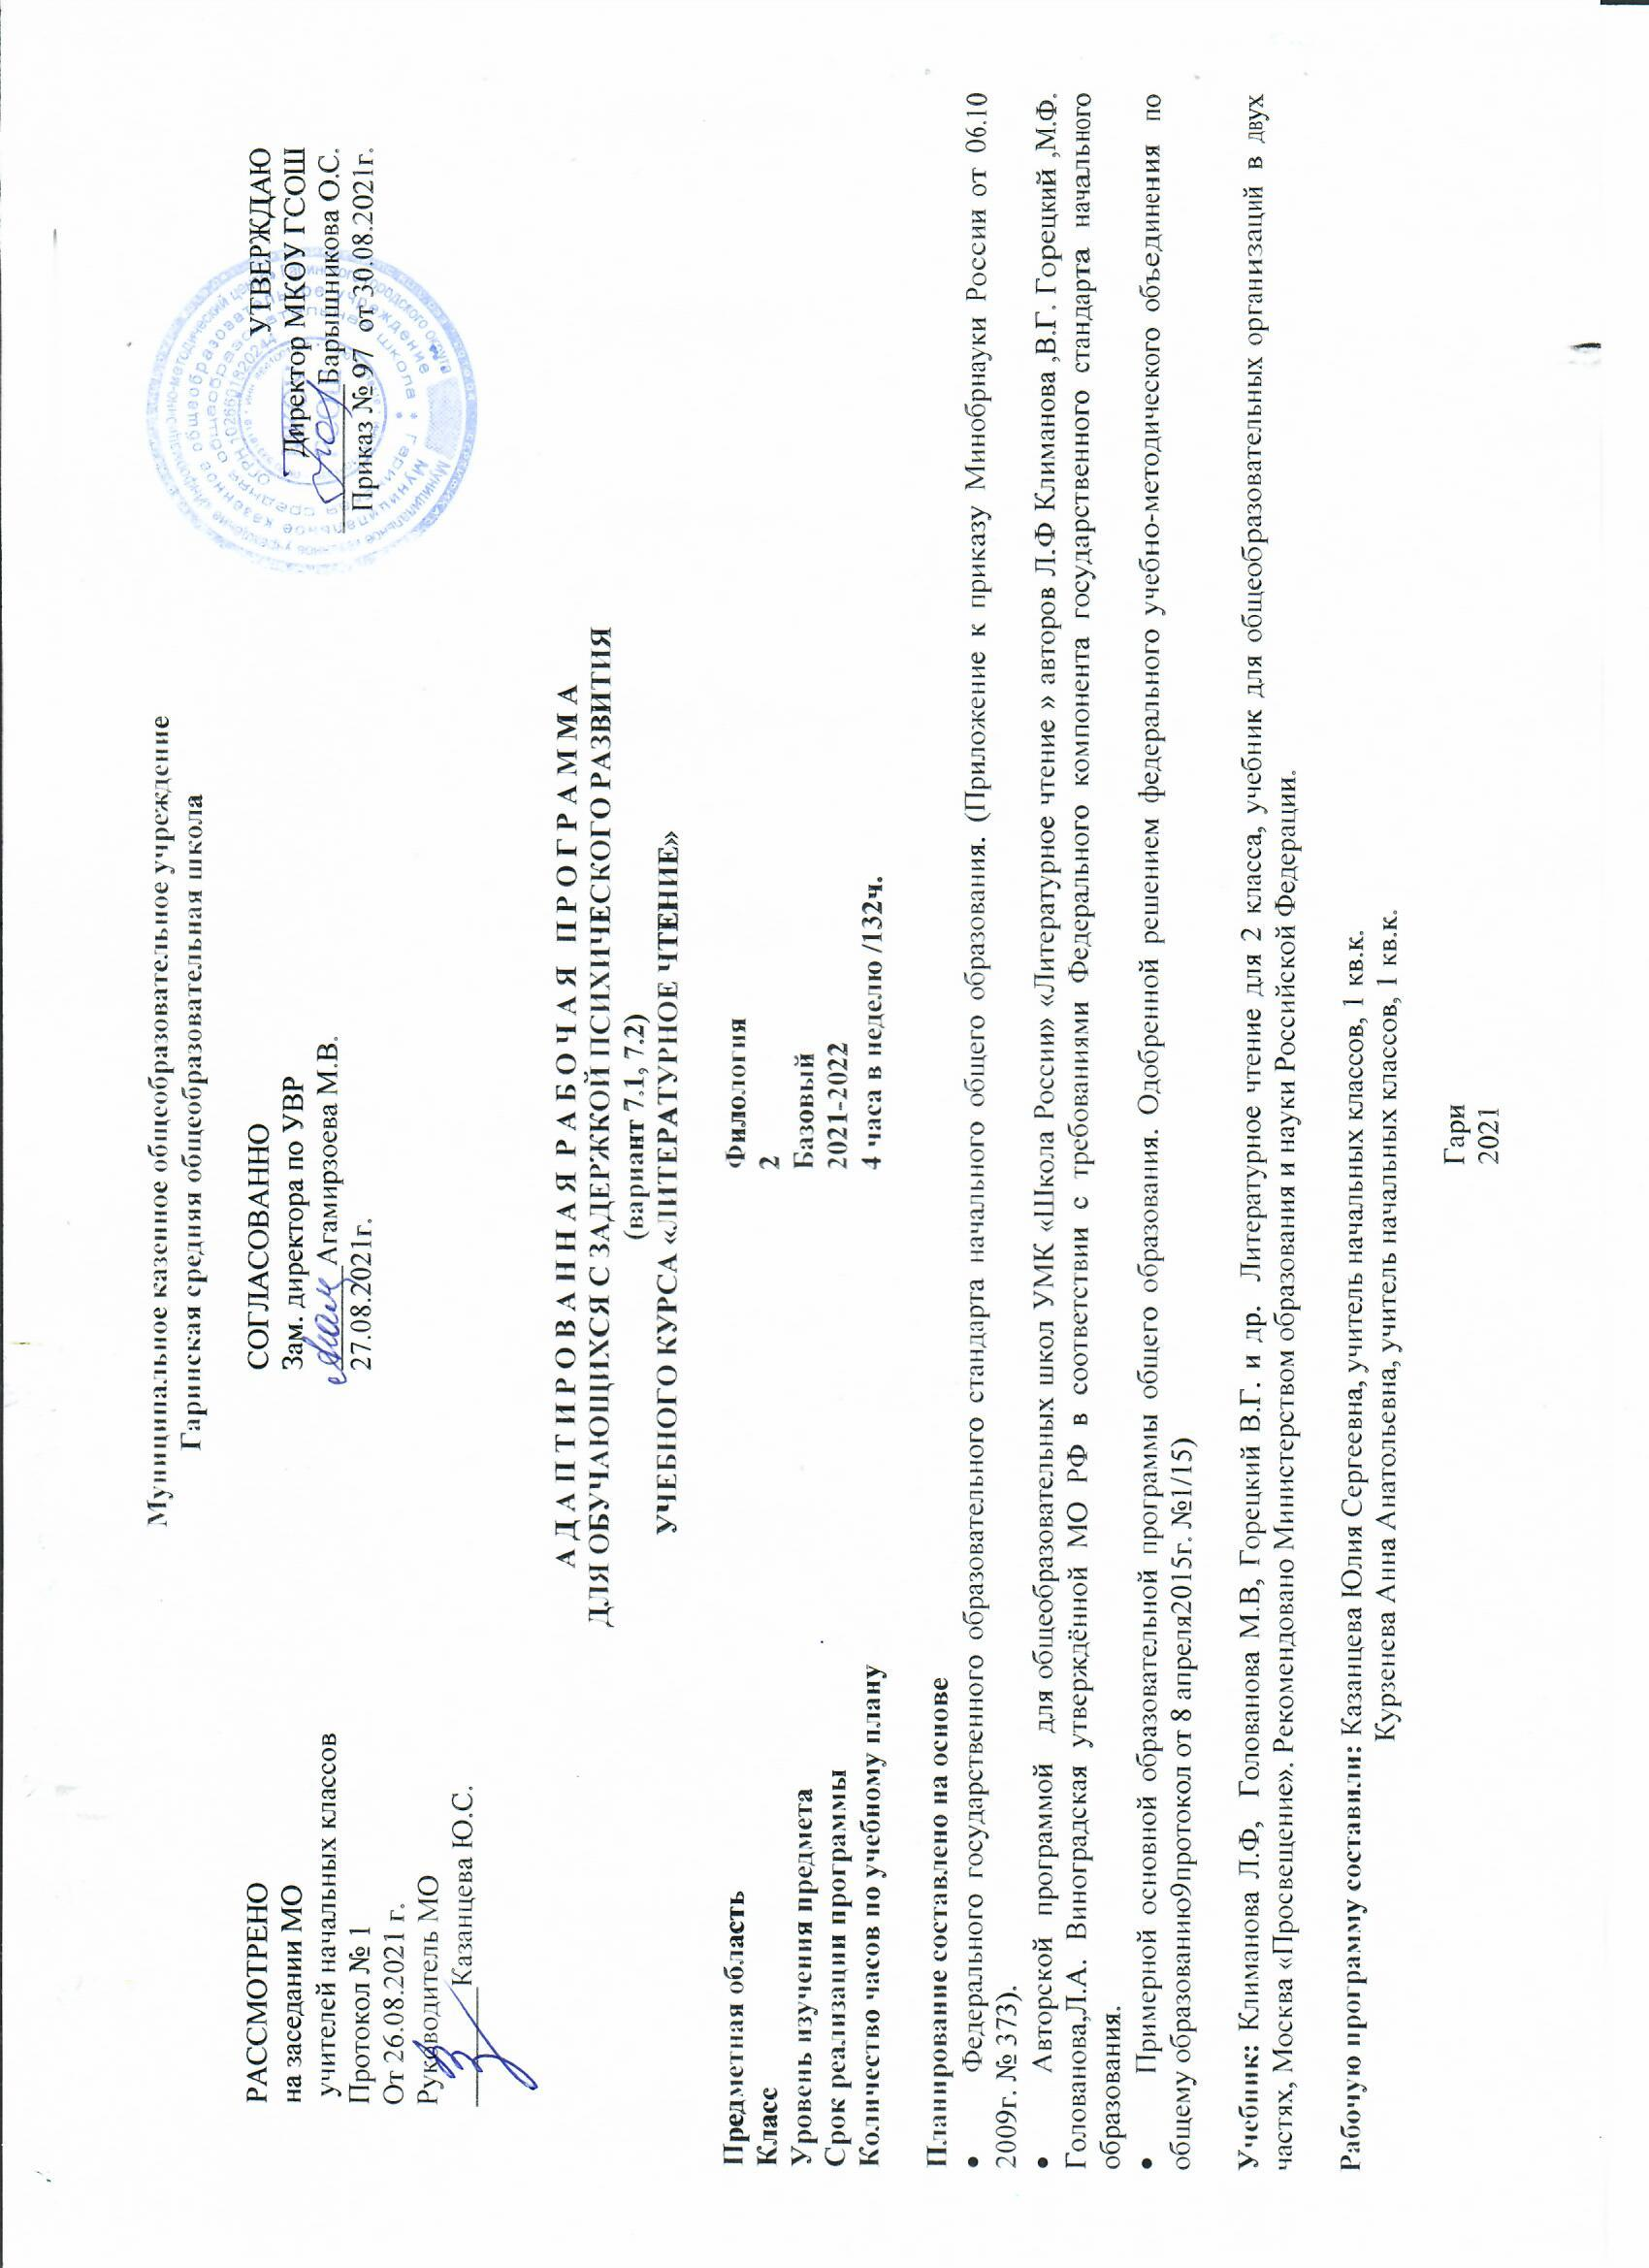 Муниципальное казенное общеобразовательное учреждение
Гаринская средняя общеобразовательная школа
РАССМОТРЕНО
на заседании МО
учителей начальных классов
Протокол № 1
От 26.08.2021 г.
Руководитель МО
Казанцева Ю.С.
СОГЛАСОВАННО
Зам. директора по УВР
Агамирзоева М.В.
27.08.2021г.
УТВЕРЖДАЮ
Директор МКОУ ГСОШ
Барышникова О.С.
Приказ № 97 от 30.08.2021г.
А Д А П Т И Р О В А Н Н А Я Р А Б О Ч А Я П Р О Г Р А М М А
ДЛЯ ОБУЧАЮЩИХСЯ С ЗАДЕРЖКОЙ ПСИХИЧЕСКОГО РАЗВИТИЯ
(вариант 7.1, 7.2)
УЧЕБНОГО КУРСА «ЛИТЕРАТУРНОЕ ЧТЕНИЕ»
Предметная область Филология
Класс 2
Уровень изучения предмета Базовый
Срок реализации программы 2021-2022
Количество часов по учебному плану 4 часа в неделю /132ч.
Планирование составлено на основе
• Федерального государственного образовательного стандарта начального общего образования. (Приложение к приказу Минобрнауки России от 06.10
2009г. № 373).
• Авторской программой для общеобразовательных школ УМК «Школа России» «Литературное чтение » авторов Л.Ф Климанова ,В.Г. Горецкий ,М.Ф.
Голованова,Л.А. Виноградская утверждённой МО РФ в соответствии с требованиями Федерального компонента государственного стандарта начального
образования.
• Примерной основной образовательной программы общего образования. Одобренной решением федерального учебно-методического объединения по
общему образованию9протокол от 8 апреля2015г. №1/15)
Учебник: Климанова Л.Ф, Голованова М.В, Горецкий В.Г. и др. Литературное чтение для 2 класса, учебник для общеобразовательных организаций в двух
частях, Москва «Просвещение». Рекомендовано Министерством образования и науки Российской Федерации.
Рабочую программу составили: Казанцева Юлия Сергеевна, учитель начальных классов, 1 кв.к.
Курзенева Анна Анатольевна, учитель начальных классов, 1 кв.к.
Гари
2021